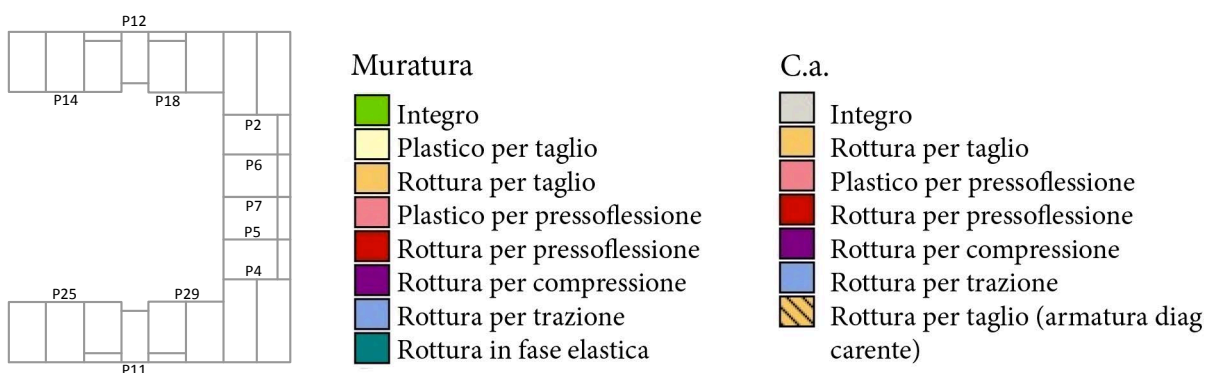 P12
P14
P18
P2
P6
P7
P5
P4
P25
P29
P11
Muratura
Integro
Plastico per taglio
Rottura per taglio
Plastico per pressoflessione
Rottura per pressoflessione
Rottura per compressione
Rottura per trazione
Rottura in fase elastica
C.a.
Integro
Rottura per taglio
Plastico per pressoflessione
Rottura per pressoflessione
Rottura per compressione
Rottura per trazione
Rottura per taglio (armatura diag
carente)